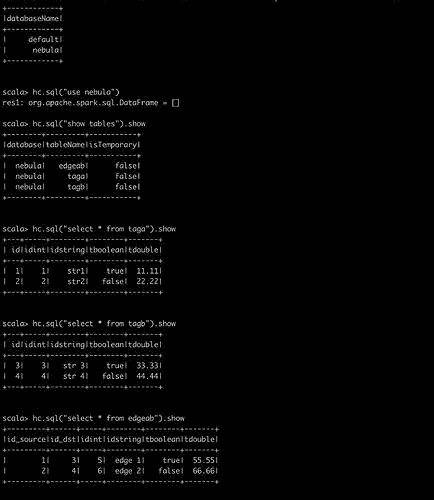 +------------+
|databaseName|
+------------+
|     default|
|      nebula|
+------------+
scala> hc.sql("use nebula")
res1: org.apache.spark.sql.DataFrame = []
scala> hc.sql("show tables").show
+--------+---------+-----------+
|database|tableName|isTemporary|
+--------+---------+-----------+
|  nebula|   edgeab|      false|
|  nebula|     taga|      false|
|  nebula|     tagb|      false|
+--------+---------+-----------+
scala> hc.sql("select * from taga").show
+---+-----+--------+--------+-------+
| id|idint|idstring|tboolean|tdouble|
+---+-----+--------+--------+-------+
|  1|    1|    str1|    true|  11.11|
|  2|    2|    str2|   false|  22.22|
+---+-----+--------+--------+-------+
scala> hc.sql("select * from tagb").show
+---+-----+--------+--------+-------+
| id|idint|idstring|tboolean|tdouble|
+---+-----+--------+--------+-------+
|  3|    3|   str 3|    true|  33.33|
|  4|    4|   str 4|   false|  44.44|
+---+-----+--------+--------+-------+
scala> hc.sql("select * from edgeab").show
+---------+------+-----+--------+--------+-------+
|id_source|id_dst|idint|idstring|tboolean|tdouble|
+---------+------+-----+--------+--------+-------+
|        1|     3|    5|  edge 1|    true|  55.55|
|        2|     4|    6|  edge 2|   false|  66.66|
+---------+------+-----+--------+--------+-------+